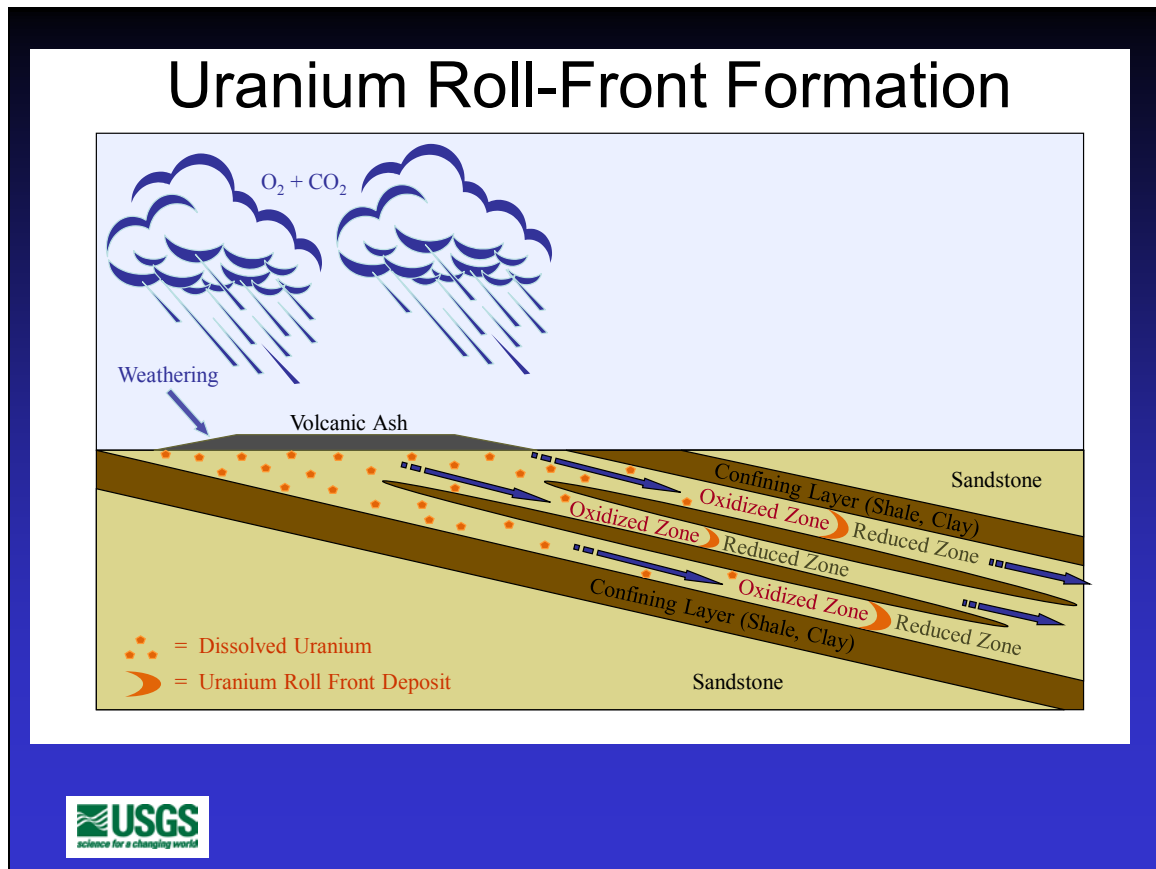 Uranium Roll-Front Formation
O₂ + CO₂
Weathering
Volcanic Ash
Confining Layer (Shale, Clay)
Sandstone
Oxidized Zone
Reduced Zone
Oxidized Zone
Reduced Zone
Oxidized Zone
Reduced Zone
Confining Layer (Shale, Clay)
= Dissolved Uranium
= Uranium Roll Front Deposit
Sandstone
USGS
science for a changing world